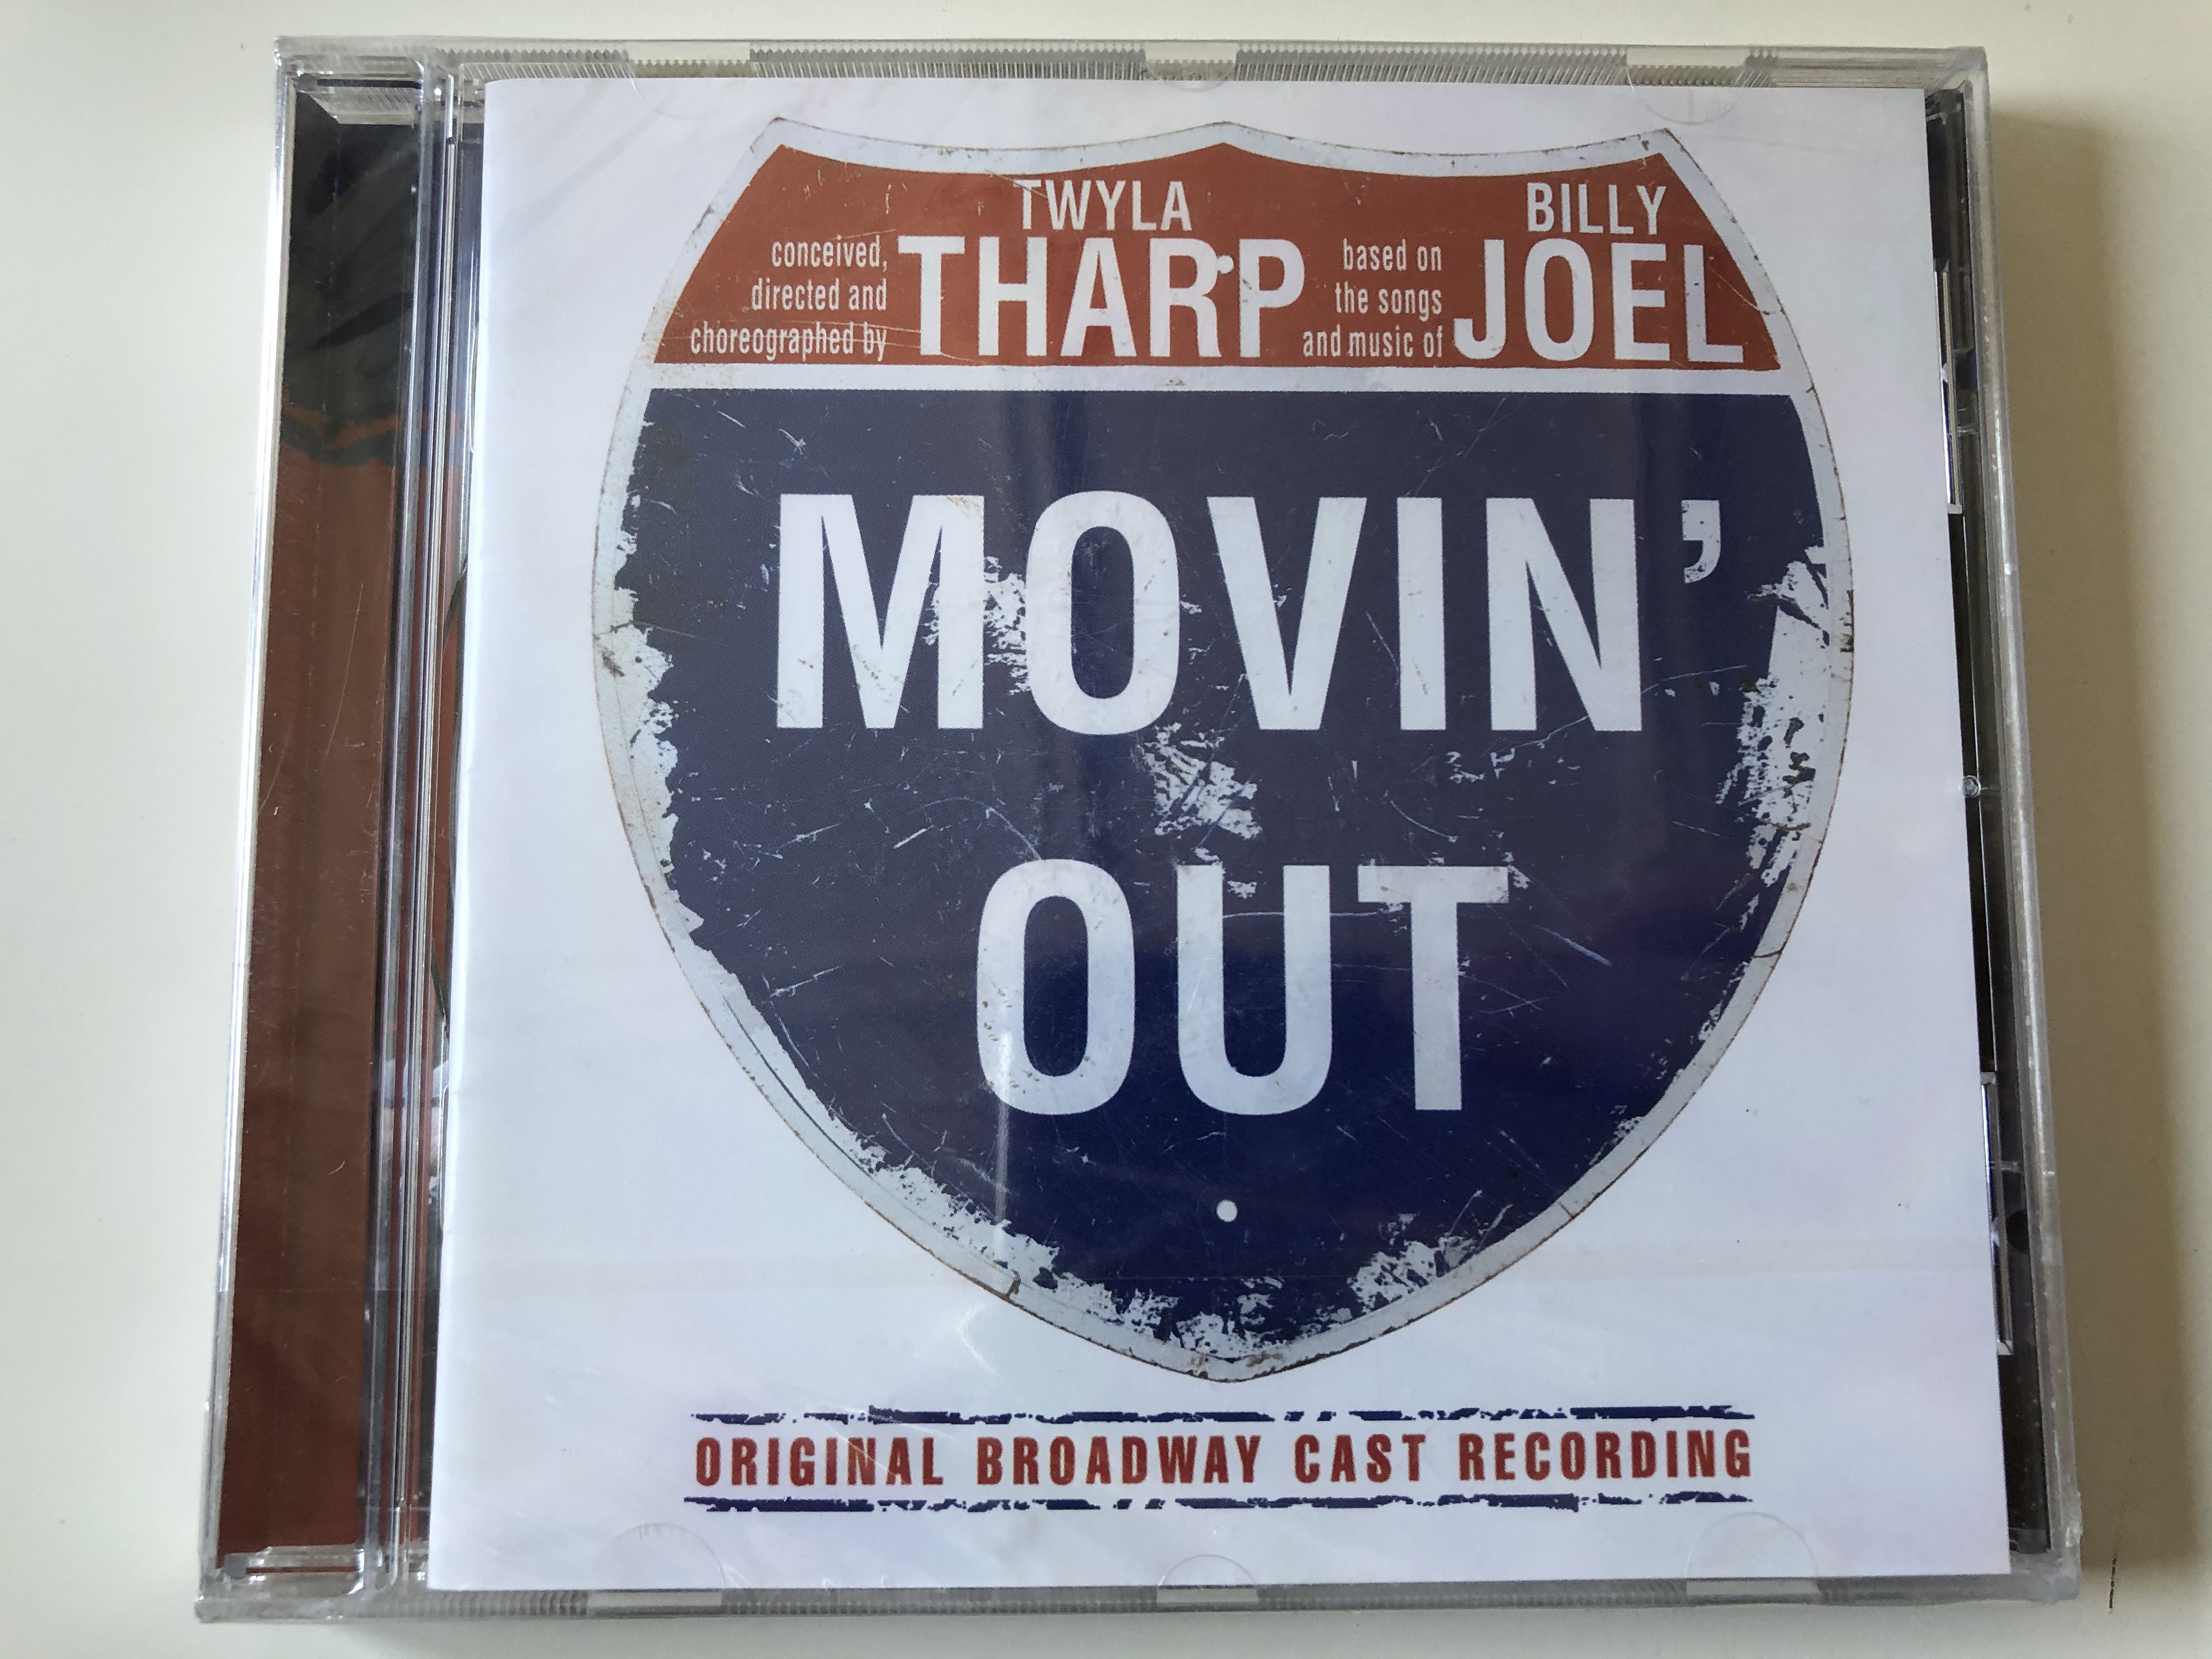 TWYLA
conceived,
directed and
choreographed by
THARP
BILLY
based on
the songs
and music of
JOEL
MOVIN'
OUT
ORIGINAL BROADWAY CAST RECORDING